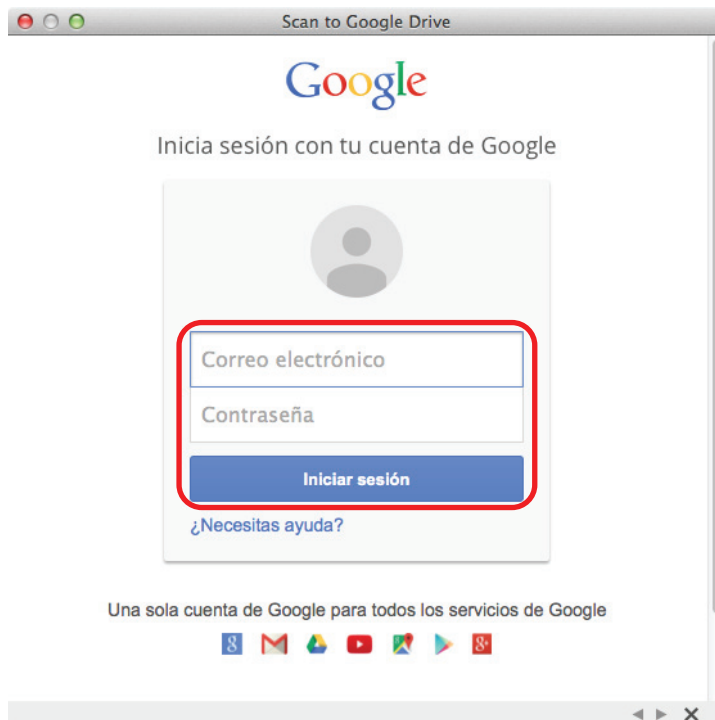 Scan to Google Drive
Google
Inicia sesión con tu cuenta de Google
Correo electrónico
Contraseña
Iniciar sesión
¿Necesitas ayuda?
Una sola cuenta de Google para todos los servicios de Google